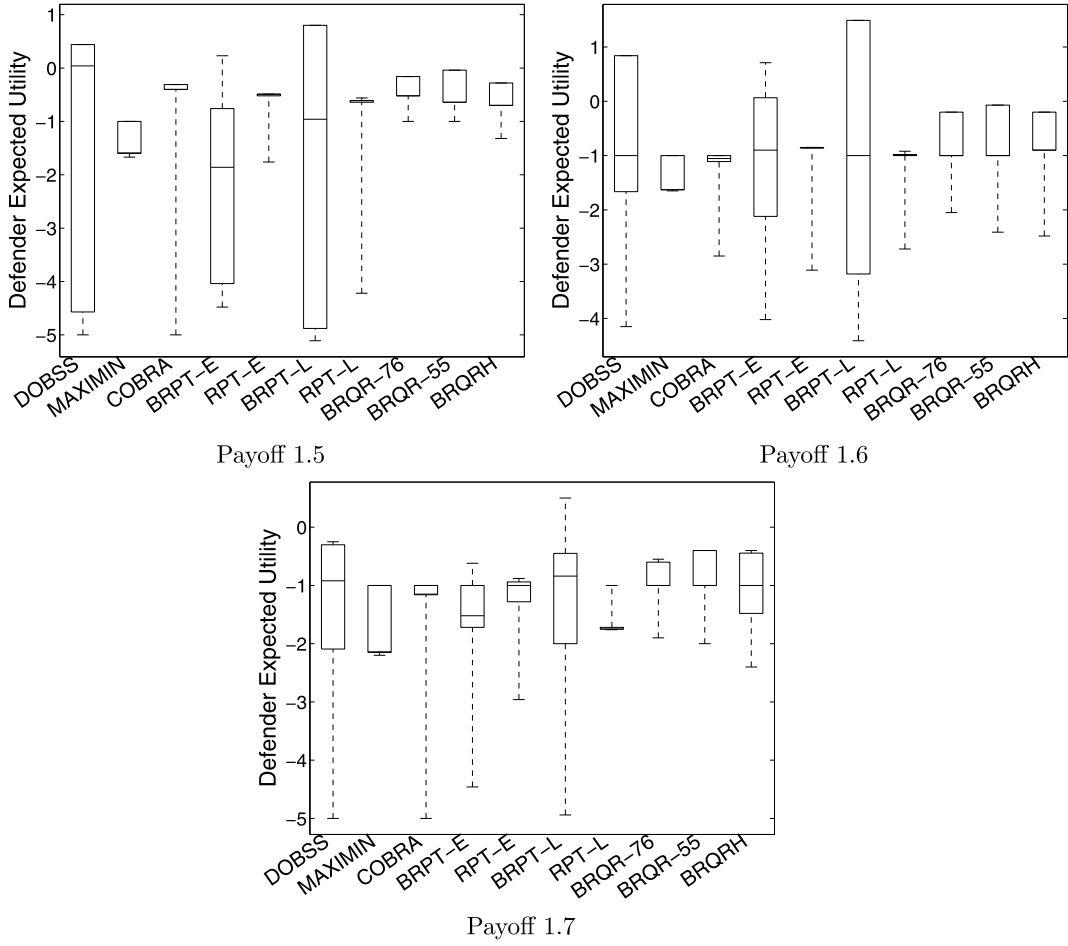 Defender Expected Utility
1
0
−1
−2
−3
−4
−5
DOBSS
MAXIMIN
COBRA
BRPT−E
RPT−E
BRPT−L
RPT−L
BRQR−76
BRQR−55
BRQRH
Payoff 1.5
Defender Expected Utility
1
0
−1
−2
−3
−4
DOBSS
MAXIMIN
COBRA
BRPT−E
RPT−E
BRPT−L
RPT−L
BRQR−76
BRQR−55
BRQRH
Payoff 1.6
Defender Expected Utility
0
−1
−2
−3
−4
−5
DOBSS
MAXIMIN
COBRA
BRPT−E
RPT−E
BRPT−L
RPT−L
BRQR−76
BRQR−55
BRQRH
Payoff 1.7